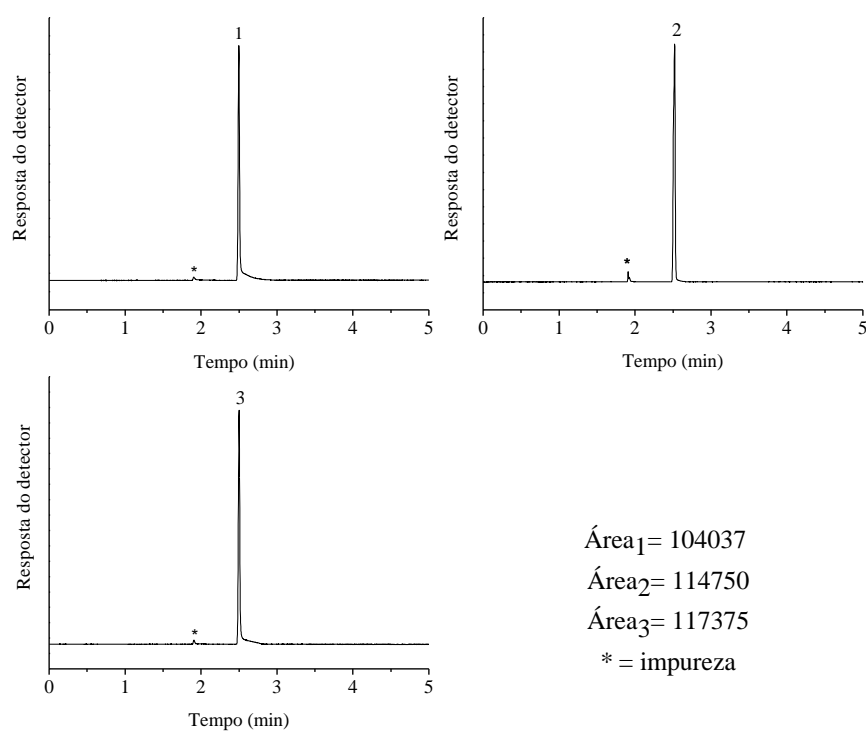 1
*
Resposta do detector
0 1 2 3 4 5
Tempo (min)
2
*
Resposta do detector
0 1 2 3 4 5
Tempo (min)
3
*
Resposta do detector
0 1 2 3 4 5
Tempo (min)
Área1= 104037
Área2= 114750
Área3= 117375
* = impureza